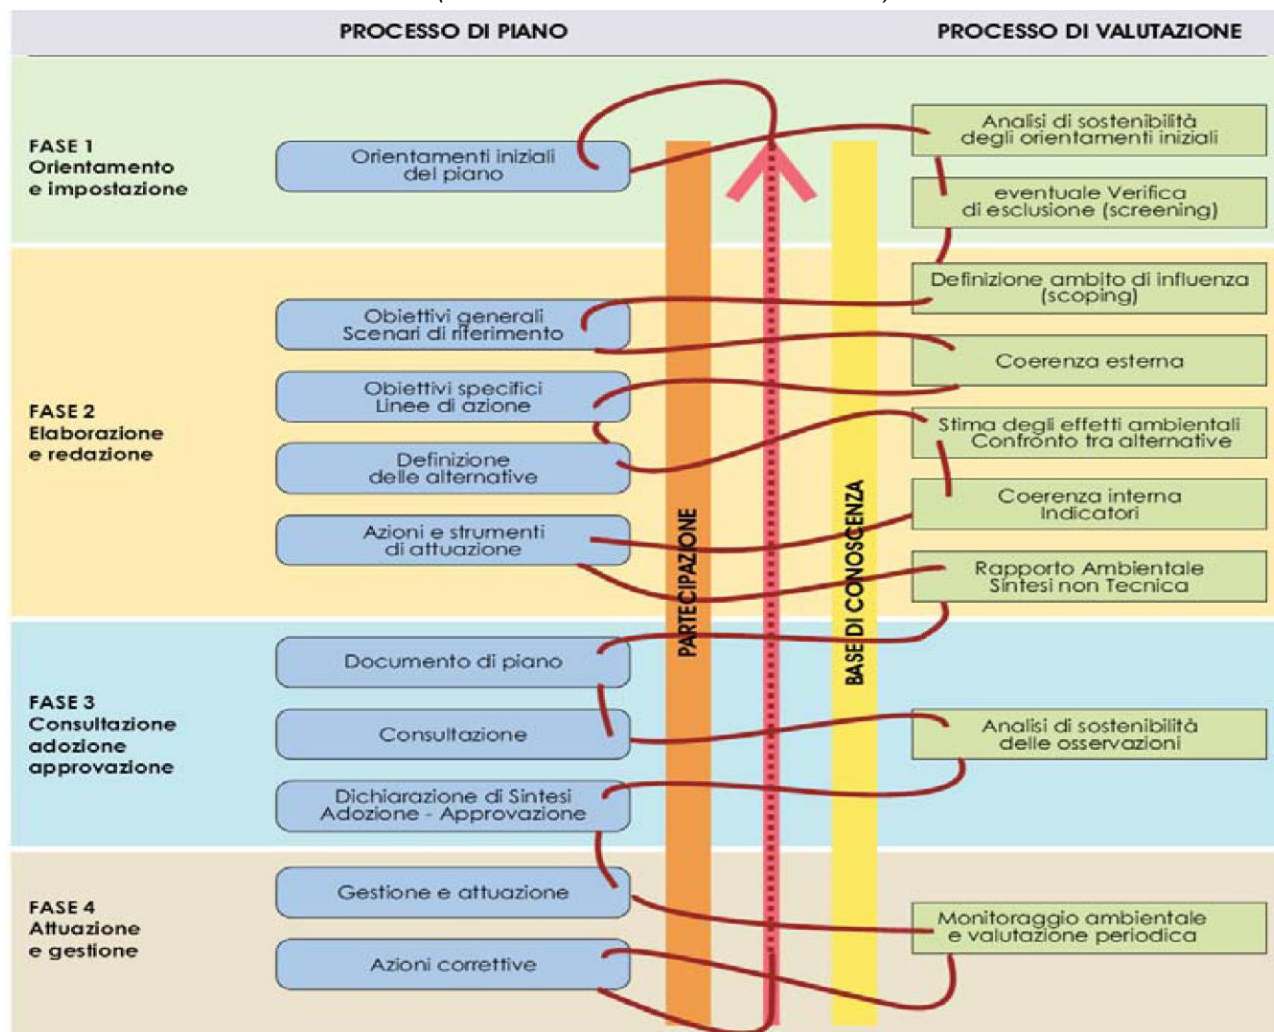 PROCESSO DI PIANO
PROCESSO DI VALUTAZIONE
FASE 1
Orientamento
e impostazione
Orientamenti iniziali
del piano
Analisi di sostenibilità
degli orientamenti iniziali
eventuale Verifica
di esclusione (screening)
FASE 2
Elaborazione
e redazione
Obiettivi generali
Scenari di riferimento
Obiettivi specifici
Linee di azione
Definizione
delle alternative
Azioni e strumenti
di attuazione
Definizione ambito di influenza
(scoping)
Coerenza esterna
Stima degli effetti ambientali
Confronto tra alternative
Coerenza interna
Indicatori
Rapporto Ambientale
Sintesi non Tecnica
PARTECIPAZIONE
BASE DI CONOSCENZA
FASE 3
Consultazione
adozione
approvazione
Documento di piano
Consultazione
Dichiarazione di Sintesi
Adozione - Approvazione
Analisi di sostenibilità
delle osservazioni
FASE 4
Attuazione
e gestione
Gestione e attuazione
Azioni correttive
Monitoraggio ambientale
e valutazione periodica